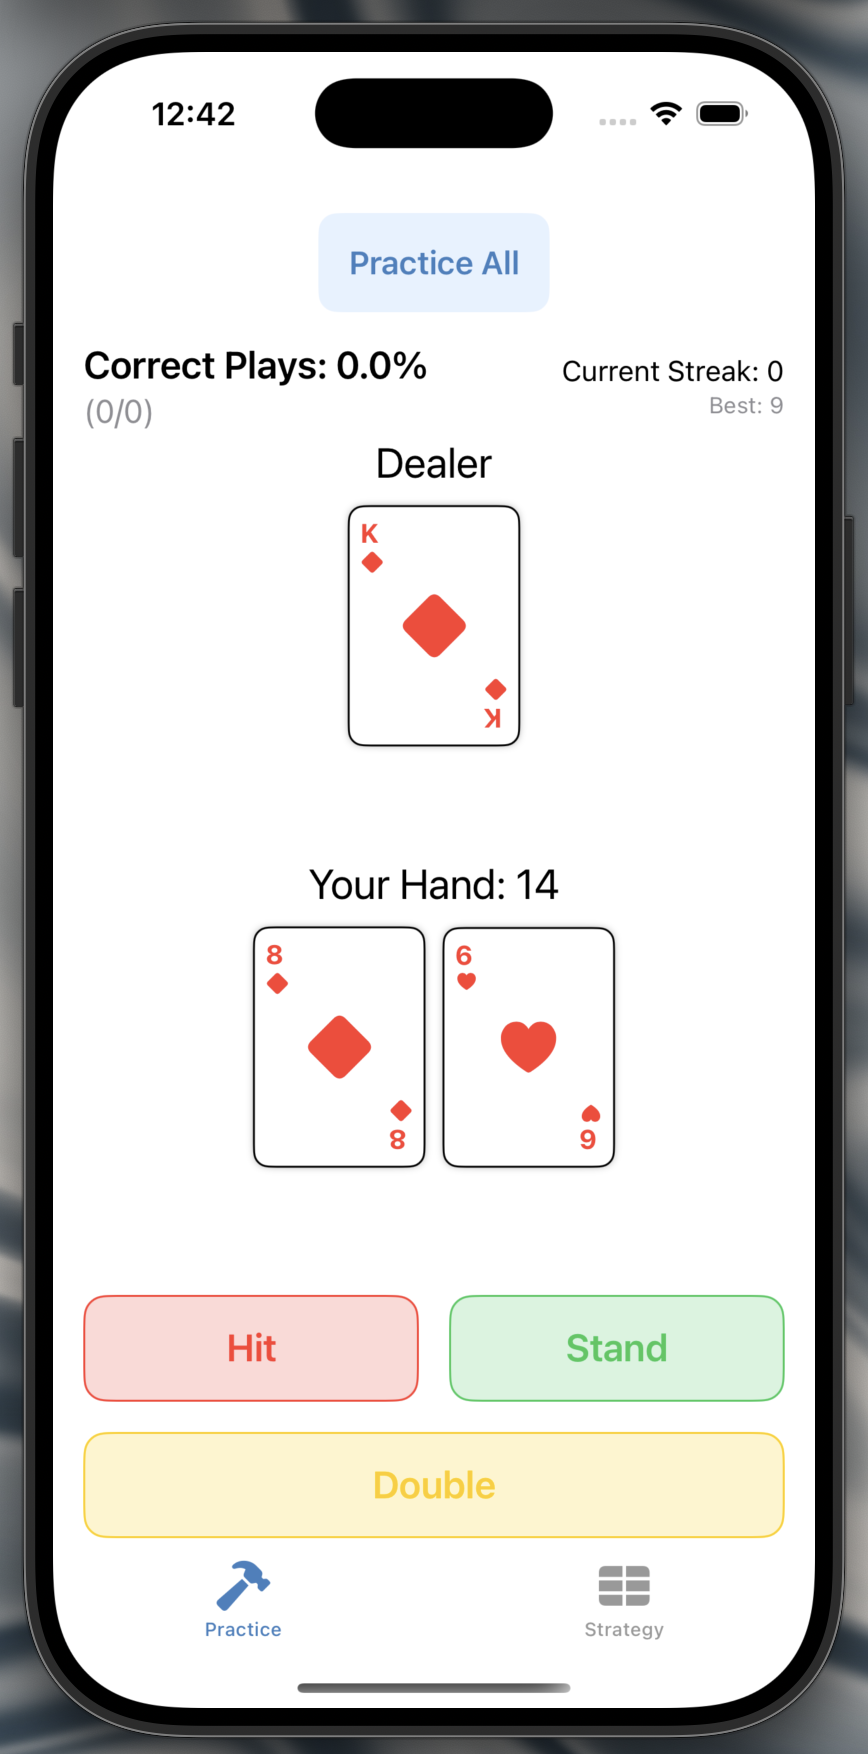 12:42
Practice All
Correct Plays: 0.0%
Current Streak: 0
(0/0)
Best: 9
Dealer
K
K
Your Hand: 14
8
6
8
6
Hit
Stand
Double
Practice
Strategy